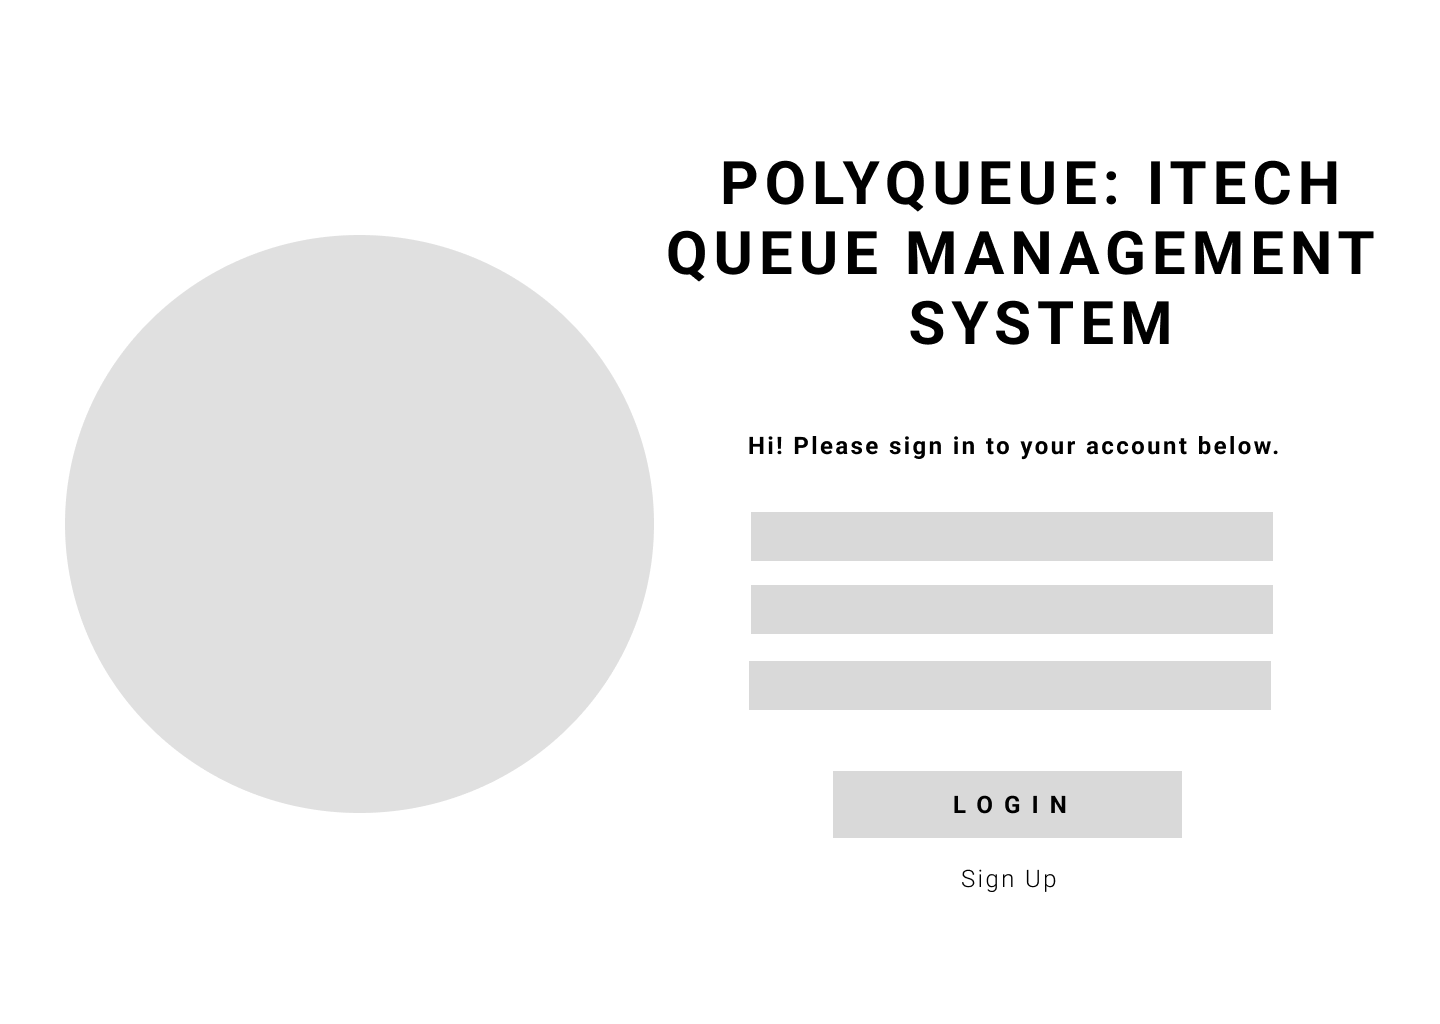 POLYQUEUE: ITECH
QUEUE MANAGEMENT
SYSTEM
Hi! Please sign in to your account below.
LOGIN
Sign Up